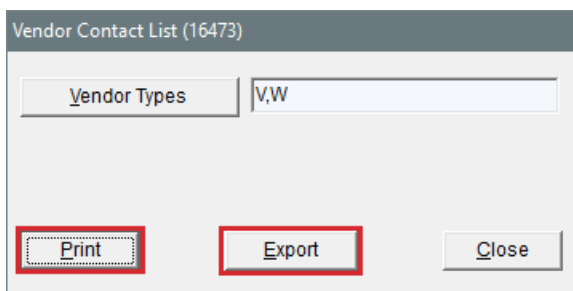 Vendor Contact List (16473)
Vendor Types V,W
Print Export Close